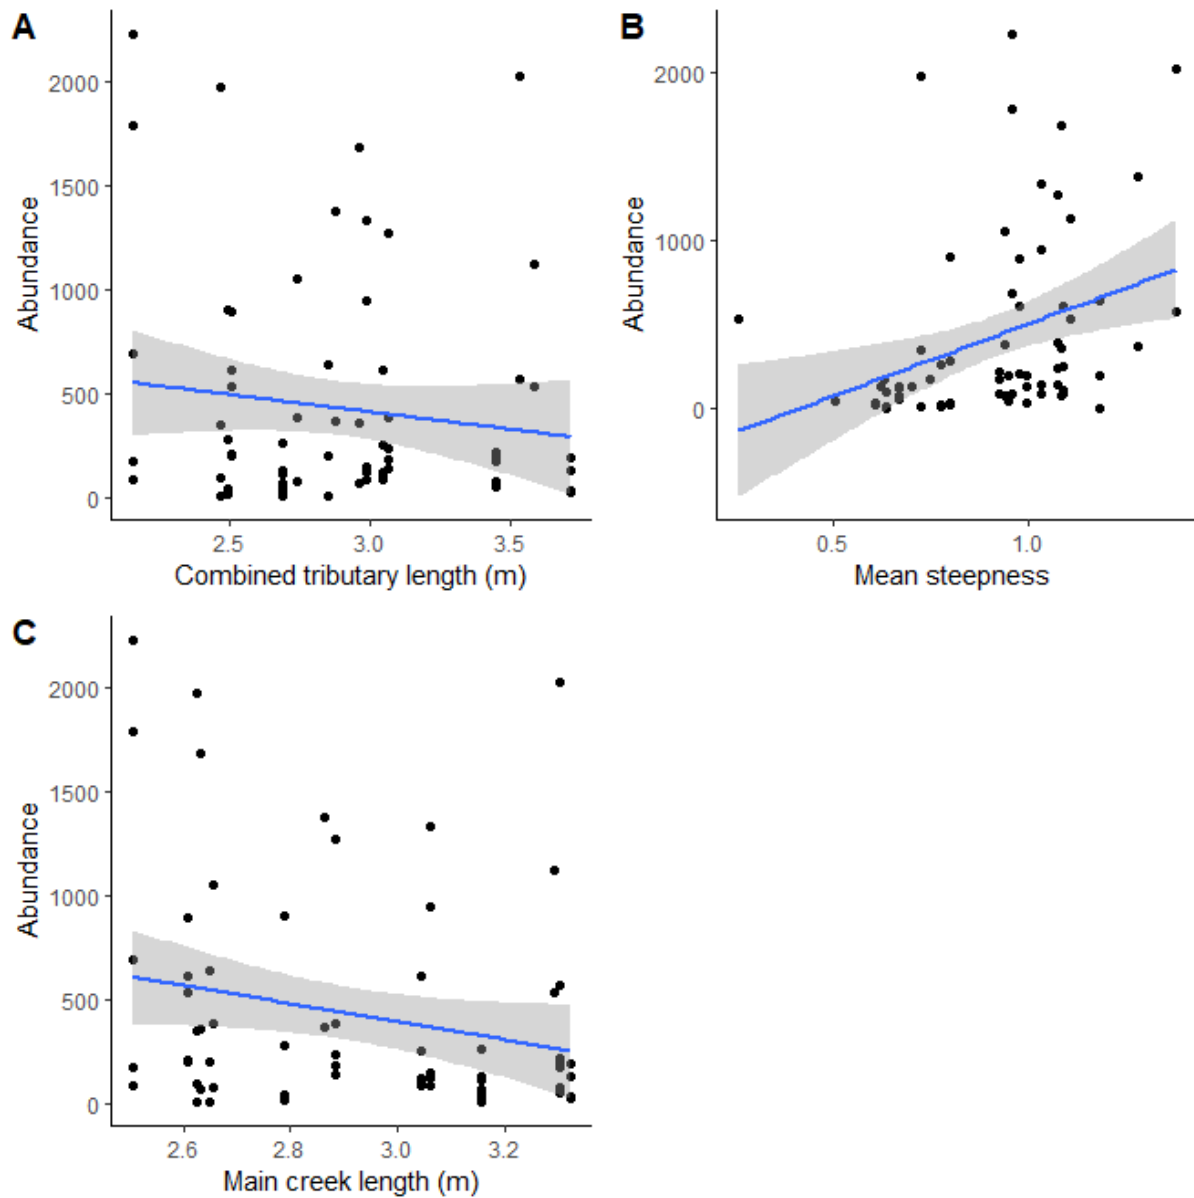 A
Abundance
2000
1500
1000
500
0
2.5 3.0 3.5
Combined tributary length (m)
B
Abundance
2000
1000
0
0.5 1.0
Mean steepness
C
Abundance
2000
1500
1000
500
0
2.6 2.8 3.0 3.2
Main creek length (m)